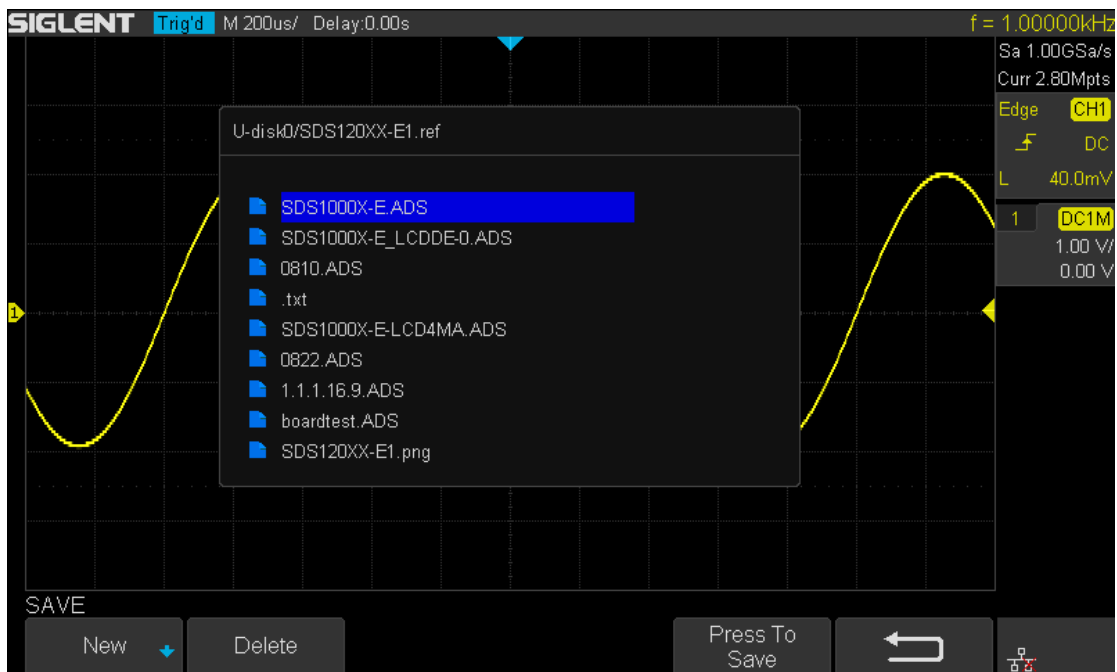 SIGLENT Trig'd M 200us/ Delay:0.00s f = 1.00000kHz
Sa 1.00GSa/s
Curr 2.80Mpts
Edge CH1
DC
L 40.0mV
1 DC1M
1.00 V/
0.00 V
U-disk0/SDS120XX-E1.ref
SDS1000X-E.ADS
SDS1000X-E_LCDDE-0.ADS
0810.ADS
.txt
SDS1000X-E-LCD4MA.ADS
0822.ADS
1.1.1.16.9.ADS
boardtest.ADS
SDS120XX-E1.png
1
SAVE
New Delete Press To
Save